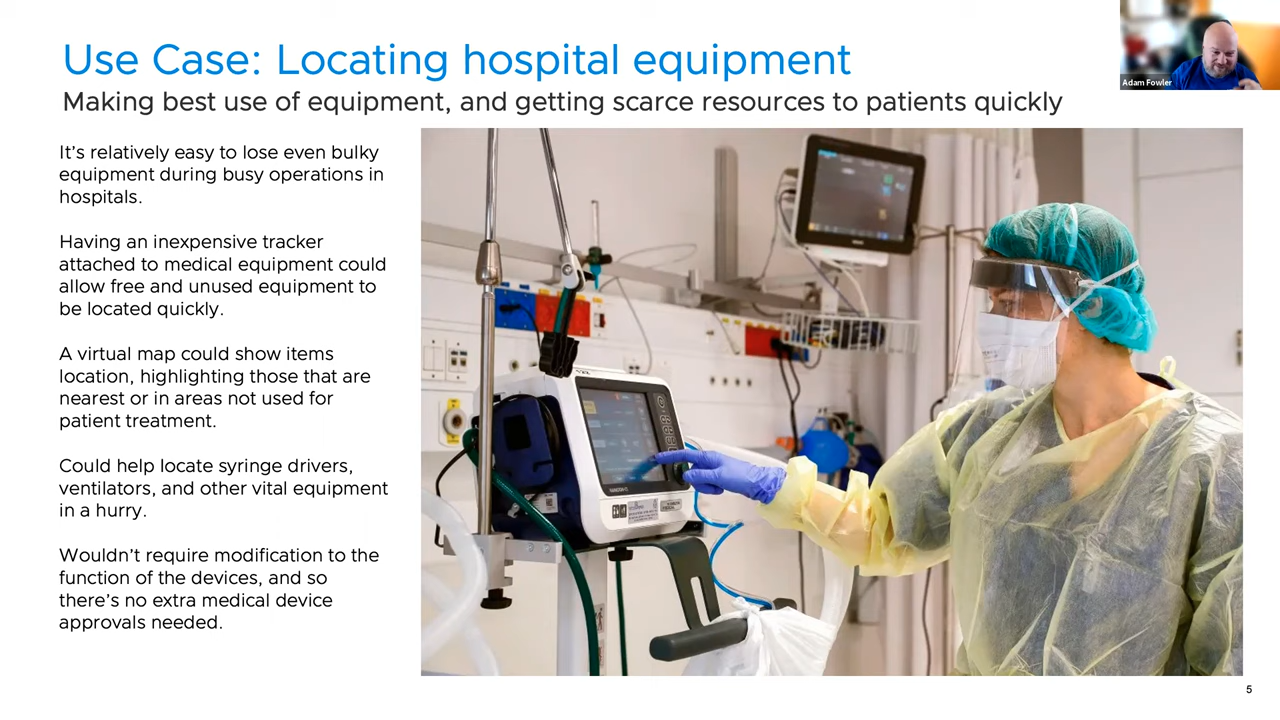 Use Case: Locating hospital equipment
Making best use of equipment, and getting scarce resources to patients quickly
Adam Fowler
It's relatively easy to lose even bulky
equipment during busy operations in
hospitals.
Having an inexpensive tracker
attached to medical equipment could
allow free and unused equipment to
be located quickly.
A virtual map could show items
location, highlighting those that are
nearest or in areas not used for
patient treatment.
Could help locate syringe drivers,
ventilators, and other vital equipment
in a hurry.
Wouldn't require modification to the
function of the devices, and so
there's no extra medical device
approvals needed.
5